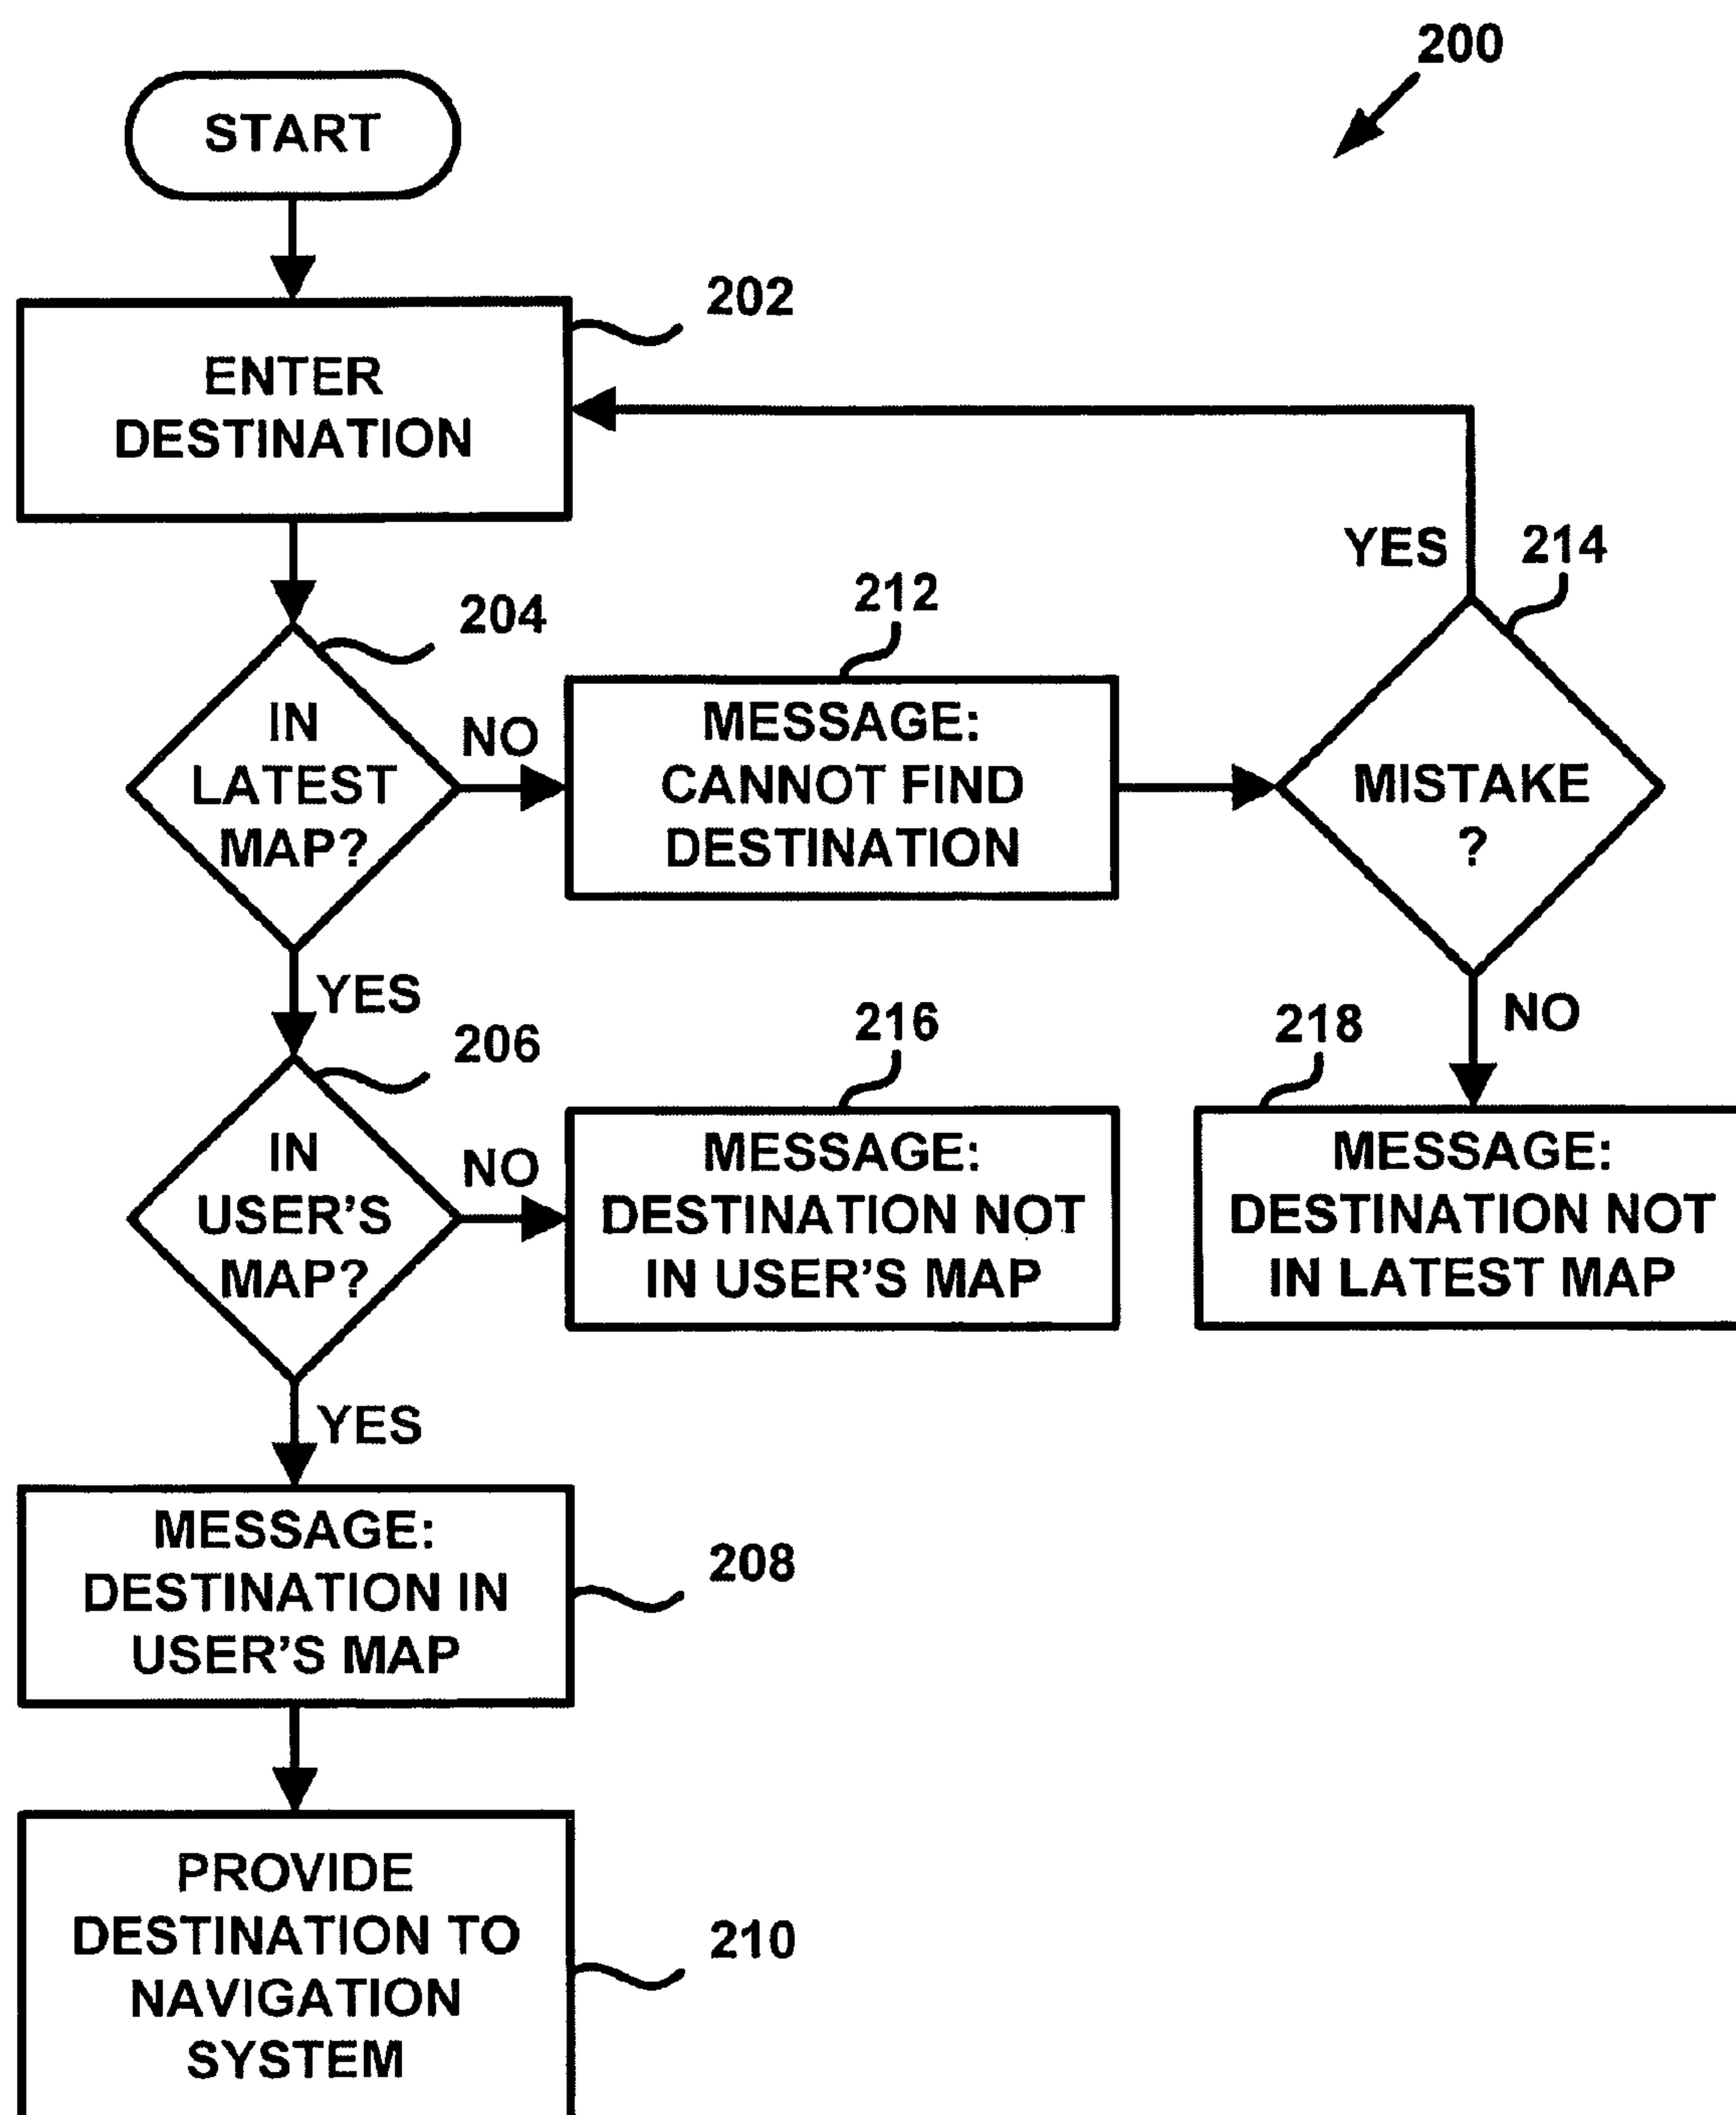 200
START
202
ENTER
DESTINATION
YES
214
212
204
IN
LATEST
MAP?
NO
MESSAGE:
CANNOT FIND
DESTINATION
MISTAKE
?
YES
206
216
218
NO
IN
USER'S
MAP?
NO
MESSAGE:
DESTINATION NOT
IN USER'S MAP
MESSAGE:
DESTINATION NOT
IN LATEST MAP
YES
MESSAGE:
DESTINATION IN
USER'S MAP
208
PROVIDE
DESTINATION TO
NAVIGATION
SYSTEM
210